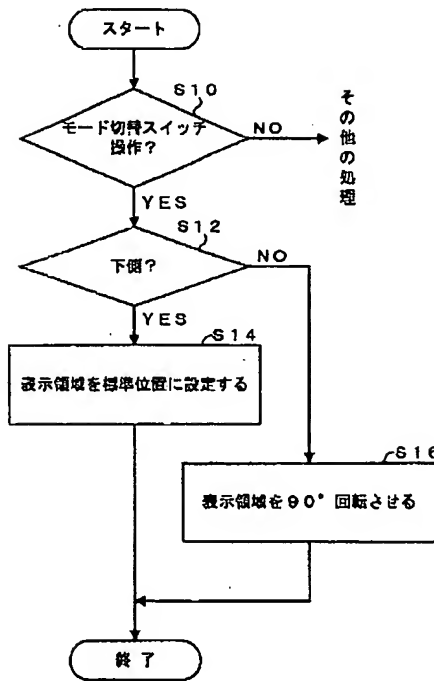 スタート
S10
モード切替スイッチ
操作?
NO
その他の処理
YES
S12
下側?
NO
YES
S14
表示領域を標準位置に設定する
S16
表示領域を90°回転させる
終了